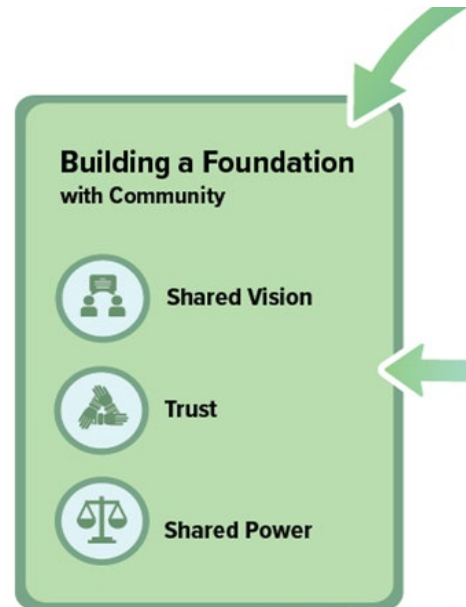 Building a Foundation
with Community
Shared Vision
Trust
Shared Power